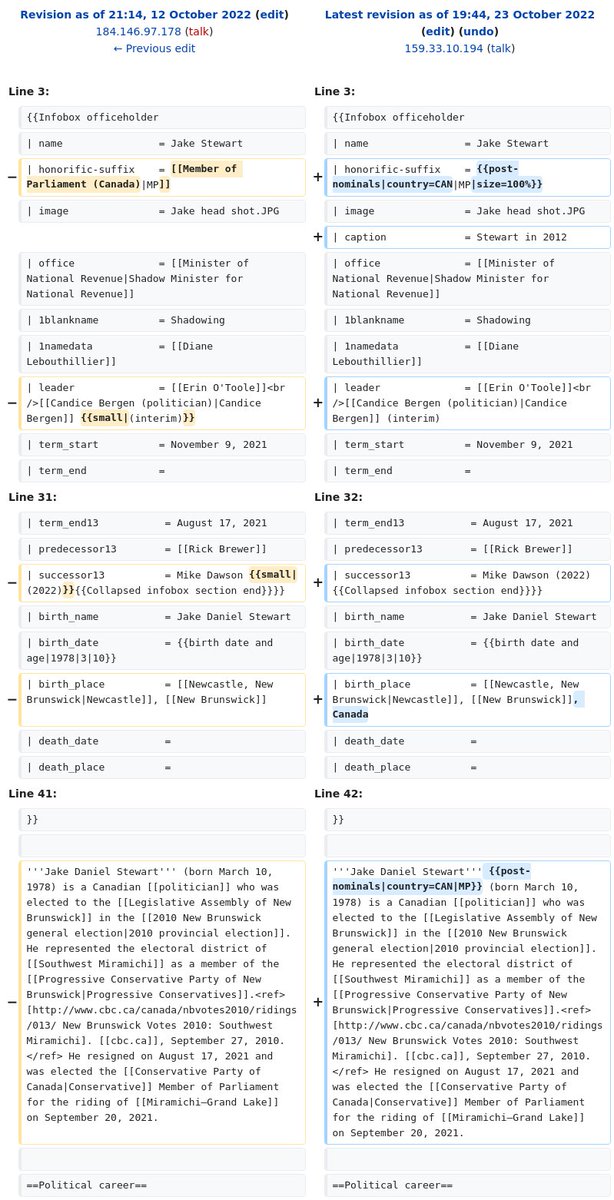 Revision as of 21:14, 12 October 2022 (edit)
184.146.97.178 (talk)
← Previous edit
Latest revision as of 19:44, 23 October 2022
(edit) (undo)
159.33.10.194 (talk)
Line 3:
Line 3:
{{Infobox officeholder
{{Infobox officeholder
| name = Jake Stewart
| name = Jake Stewart
− | honorific-suffix = [[Member of
Parliament (Canada)|MP]]
+ | honorific-suffix = {{post-
nominals|country=CAN|MP|size=100%}}
| image = Jake head shot.JPG
| image = Jake head shot.JPG
+ | caption = Stewart in 2012
| office = [[Minister of
National Revenue|Shadow Minister for
National Revenue]]
| office = [[Minister of
National Revenue|Shadow Minister for
National Revenue]]
| 1blankname = Shadowing
| 1blankname = Shadowing
| 1namedata = [[Diane
Lebouthillier]]
| 1namedata = [[Diane
Lebouthillier]]
− | leader = [[Erin O'Toole]]<br
/>[[Candice Bergen (politician)|Candice
Bergen]] {{small|(interim)}}
+ | leader = [[Erin O'Toole]]<br
/>[[Candice Bergen (politician)|Candice
Bergen]] (interim)
| term_start = November 9, 2021
| term_start = November 9, 2021
| term_end =
| term_end =
Line 31:
Line 32:
| term_end13 = August 17, 2021
| term_end13 = August 17, 2021
| predecessor13 = [[Rick Brewer]]
| predecessor13 = [[Rick Brewer]]
− | successor13 = Mike Dawson {{small|
(2022)}}{{Collapsed infobox section end}}}}
+ | successor13 = Mike Dawson (2022)
{{Collapsed infobox section end}}}}
| birth_name = Jake Daniel Stewart
| birth_name = Jake Daniel Stewart
| birth_date = {{birth date and
age|1978|3|10}}
| birth_date = {{birth date and
age|1978|3|10}}
− | birth_place = [[Newcastle, New
Brunswick|Newcastle]], [[New Brunswick]]
+ | birth_place = [[Newcastle, New
Brunswick|Newcastle]], [[New Brunswick]],
Canada
| death_date =
| death_date =
| death_place =
| death_place =
Line 41:
Line 42:
}}
}}
− '''Jake Daniel Stewart''' (born March 10,
1978) is a Canadian [[politician]] who was
elected to the [[Legislative Assembly of New
Brunswick]] in the [[2010 New Brunswick
general election|2010 provincial election]].
He represented the electoral district of
[[Southwest Miramichi]] as a member of the
[[Progressive Conservative Party of New
Brunswick|Progressive Conservatives]].<ref>
[http://www.cbc.ca/canada/nbvotes2010/ridings
/013/ New Brunswick Votes 2010: Southwest
Miramichi]. [[cbc.ca]], September 27, 2010.
</ref> He resigned on August 17, 2021 and
was elected the [[Conservative Party of
Canada|Conservative]] Member of Parliament
for the riding of [[Miramichi—Grand Lake]]
on September 20, 2021.
+ '''Jake Daniel Stewart''' {{post-
nominals|country=CAN|MP}} (born March 10,
1978) is a Canadian [[politician]] who was
elected to the [[Legislative Assembly of New
Brunswick]] in the [[2010 New Brunswick
general election|2010 provincial election]].
He represented the electoral district of
[[Southwest Miramichi]] as a member of the
[[Progressive Conservative Party of New
Brunswick|Progressive Conservatives]].<ref>
[http://www.cbc.ca/canada/nbvotes2010/ridings
/013/ New Brunswick Votes 2010: Southwest
Miramichi]. [[cbc.ca]], September 27, 2010.
</ref> He resigned on August 17, 2021 and
was elected the [[Conservative Party of
Canada|Conservative]] Member of Parliament
for the riding of [[Miramichi—Grand Lake]]
on September 20, 2021.
==Political career==
==Political career==